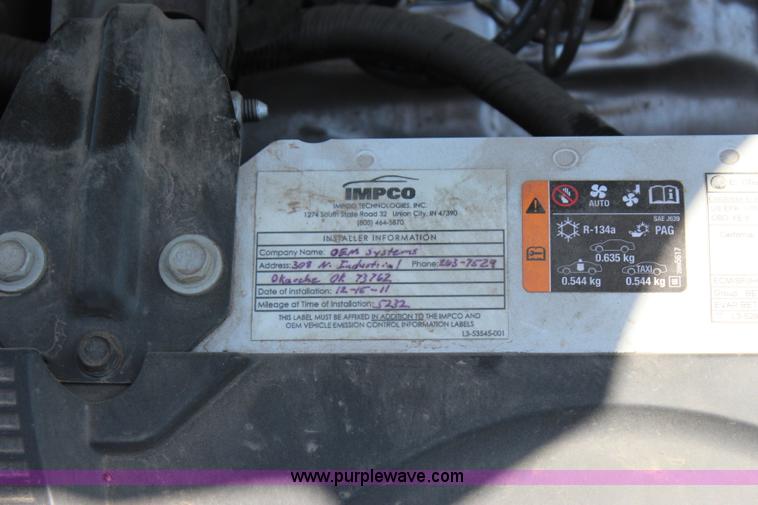 IMPCO
IMPCO TECHNOLOGIES, INC.
1274 South State Road 32 Union City, IN 47390
(605) 464-5870
INSTALLER INFORMATION
Company Name: OEM Systems
Address: 308 N. Industrial Phone: 263-7529
Okarche OK 73762
Date of Installation: 12-15-11
Mileage at Time of Installation: 5232
THIS LABEL MUST BE AFFIXED IN ADDITION TO THE IMPCO AND
OEM VEHICLE EMISSION CONTROL INFORMATION LABELS
L3-53545-001
AUTO
SAE J639
R-134a PAG
0.635 kg
TAXI
0.544 kg 0.544 kg
www.purplewave.com